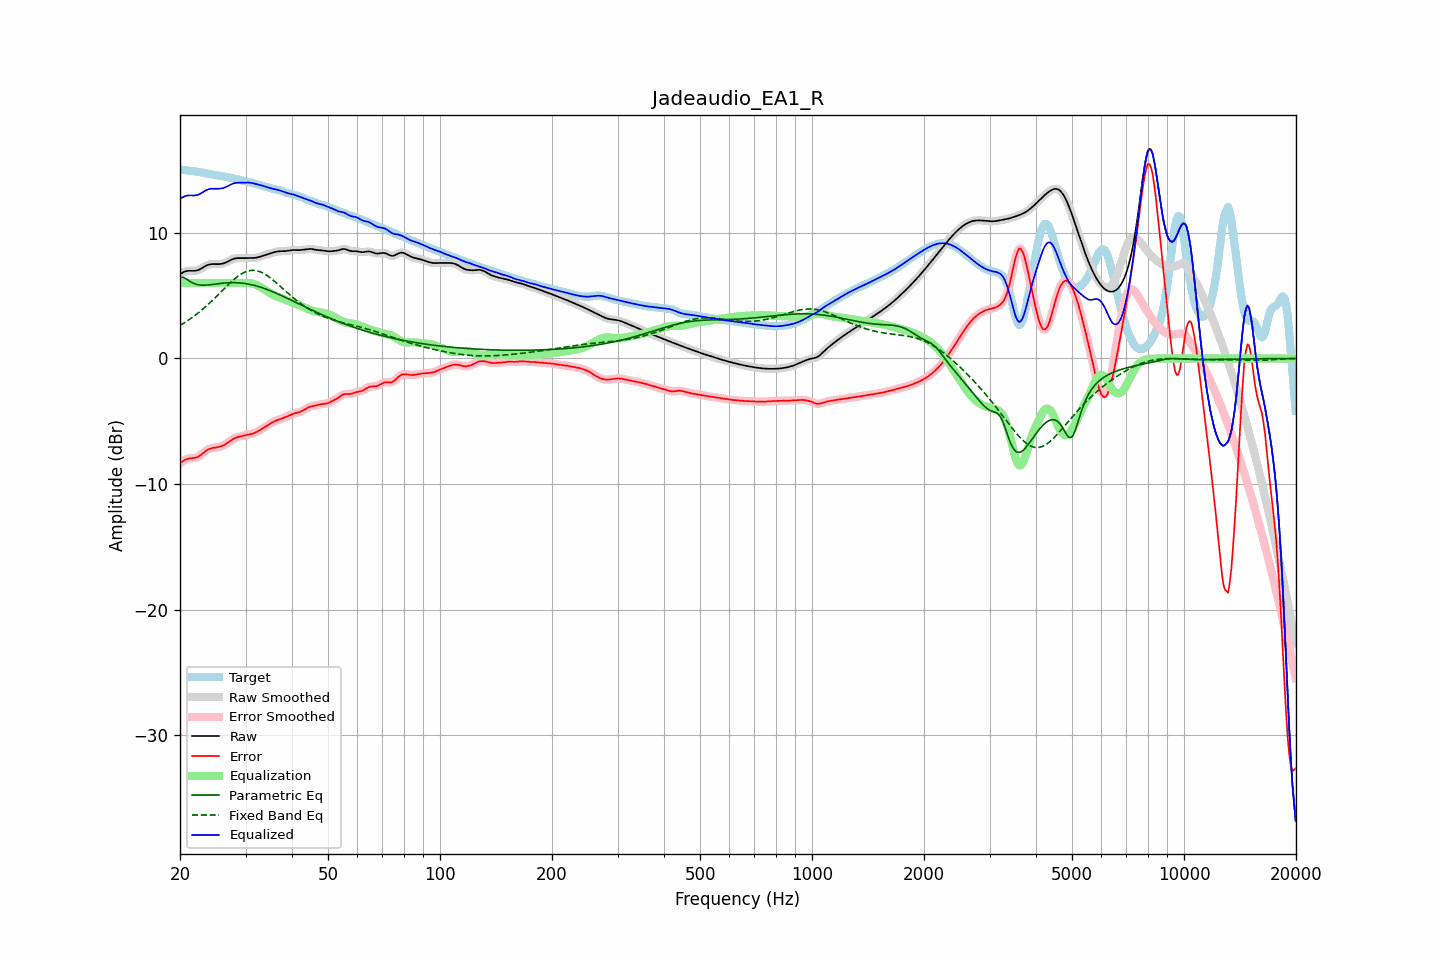 Jadeaudio_EA1_R
Amplitude (dBr)
10
0
−10
−20
−30
Target
Raw Smoothed
Error Smoothed
Raw
Error
Equalization
Parametric Eq
Fixed Band Eq
Equalized
20 50 100 200 500 1000 2000 5000 10000 20000
Frequency (Hz)